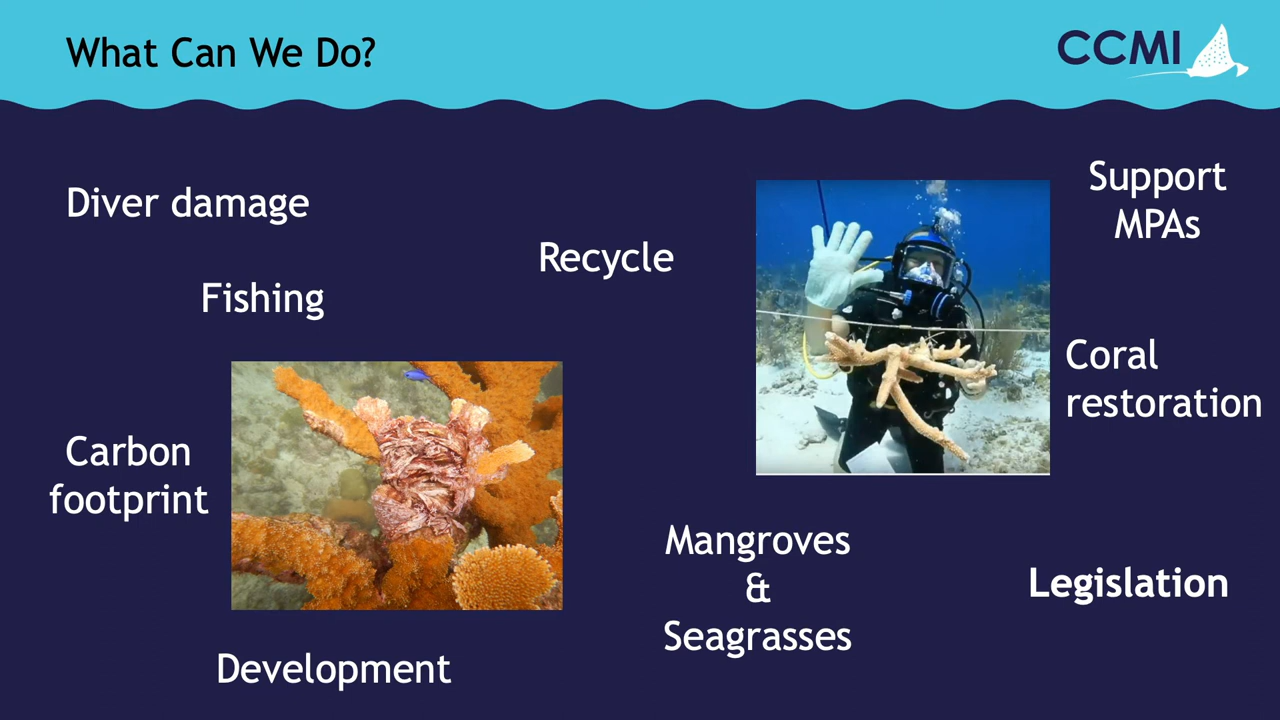 What Can We Do?
CCMI
Diver damage
Support
MPAs
Recycle
Fishing
Coral
restoration
Carbon
footprint
Mangroves
&
Seagrasses
Legislation
Development